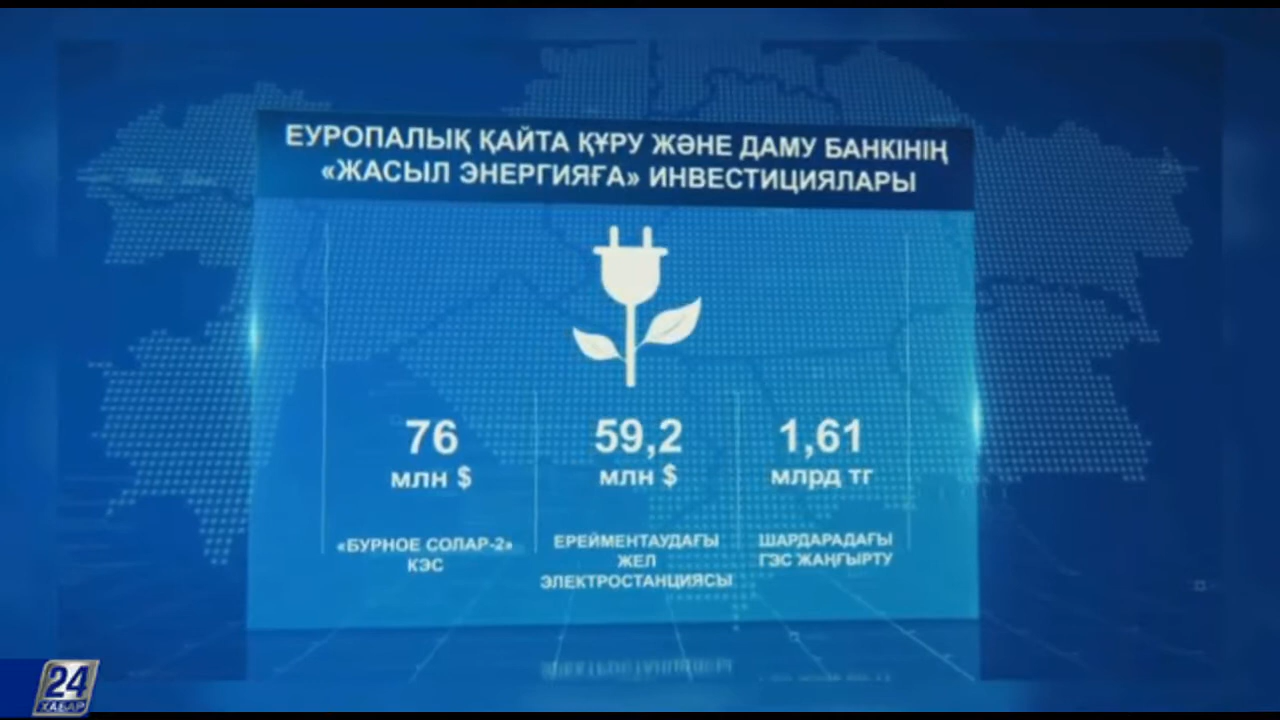 ЕУРОПАЛЫҚ ҚАЙТА ҚҰРУ ЖӘНЕ ДАМУ БАНКІНІҢ
«ЖАСЫЛ ЭНЕРГИЯҒА» ИНВЕСТИЦИЯЛАРЫ
76
млн $
«БУРНОЕ СОЛАР-2»
КЭС
59,2
млн $
ЕРЕЙМЕНТАУДАҒЫ
ЖЕЛ
ЭЛЕКТРОСТАНЦИЯСЫ
1,61
млрд тг
ШАРДАРАДАҒЫ
ГЭС ЖАҢҒЫРТУ
24
ХАБАР